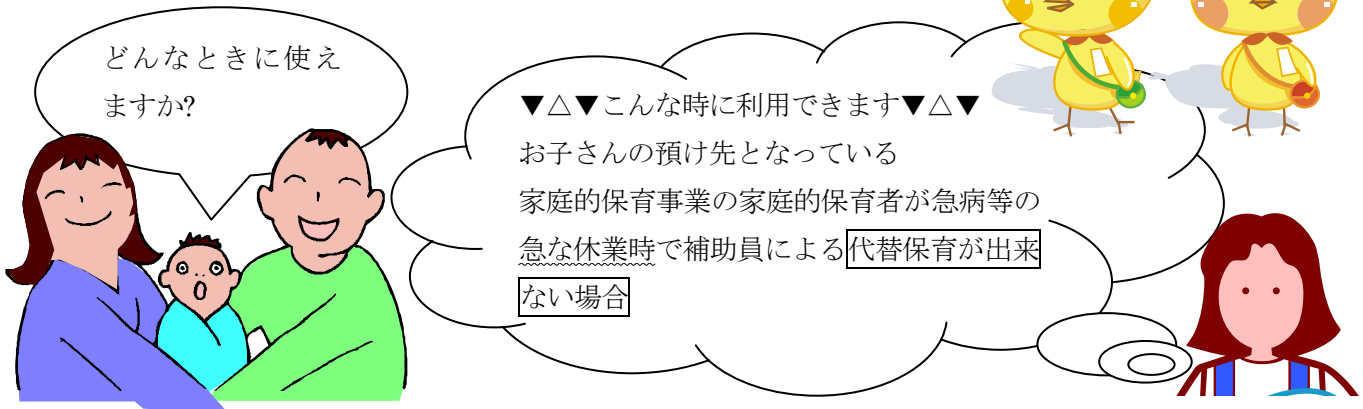 どんなときに使え
ますか?
▼△▼こんな時に利用できます▼△▼
お子さんの預け先となっている
家庭的保育事業の家庭的保育者が急病等の
急な休業時で補助員による代替保育が出来
ない場合